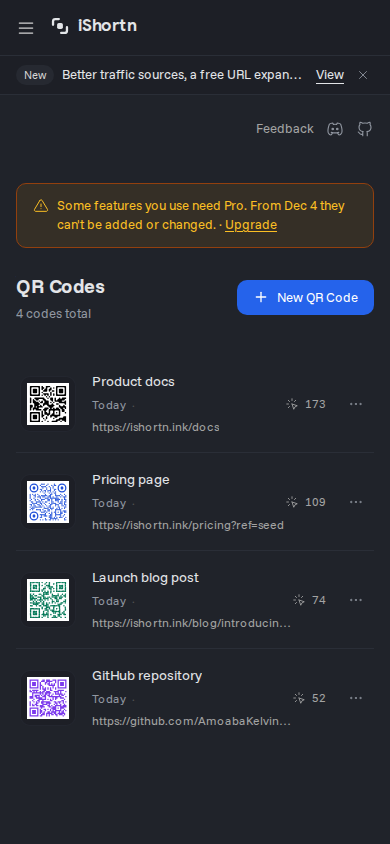 iShortn
New
Better traffic sources, a free URL expan...
View
Feedback
Some features you use need Pro. From Dec 4 they
can't be added or changed. · Upgrade
QR Codes
4 codes total
New QR Code
Product docs
Today ·
173
https://ishortn.ink/docs
Pricing page
Today ·
109
https://ishortn.ink/pricing?ref=seed
Launch blog post
Today ·
74
https://ishortn.ink/blog/introducin...
GitHub repository
Today ·
52
https://github.com/AmoabaKelvin...